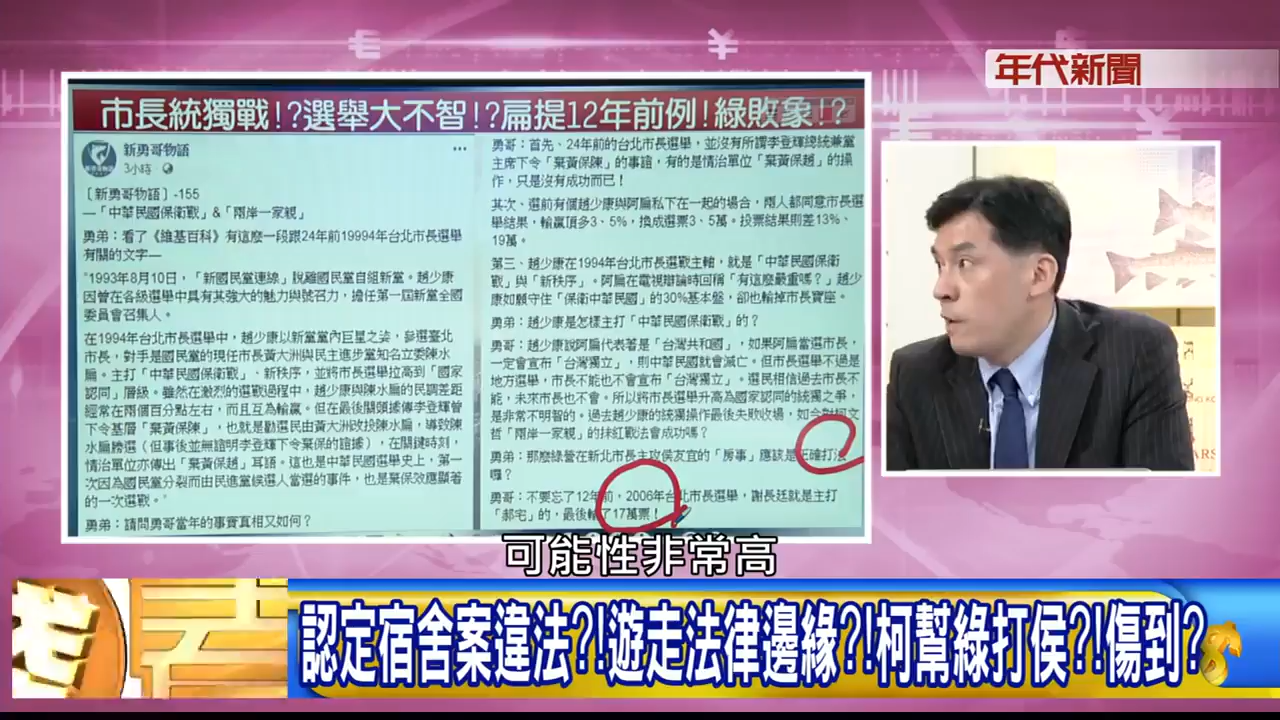 年代新聞
市長統獨戰!?選舉大不智!?扁提12年前例!綠敗象!?
新勇哥物語
3小時
〔新勇哥物語〕-155
—「中華民國保衛戰」&「兩岸一家親」
勇弟：看了《維基百科》有這麼一段跟24年前19994年台北市長選舉
有關的文字—
"1993年8月10日，「新國民黨連線」說離國民黨自組新黨。趙少康
因曾在各級選舉中具有其強大的魅力與號召力，擔任第一屆新黨全國
委員會召集人。
在1994年台北市長選舉中，趙少康以新黨黨內巨星之姿，參選臺北
市長，對手是國民黨的現任市長黃大洲與民主進步黨知名立委陳水
扁。主打「中華民國保衛戰」、新秩序，並將市長選舉拉高到「國家
認同」層級。雖然在激烈的選戰過程中，趙少康與陳水扁的民調差距
經常在兩個百分點左右，而且互為輸贏。但在最後關頭據傳李登輝曾
下令基層「棄黃保陳」，也就是勸選民由黃大洲改投陳水扁，導致陳
水扁勝選（但事後並無證明李登輝下令棄保的證據），在關鍵時刻，
情治單位亦傳出「棄黃保趙」耳語。這也是中華民國選舉史上，第一
次因為國民黨分裂而由民進黨候選人當選的事件，也是棄保效應顯著
的一次選戰。"
勇弟：請問勇哥當年的事實真相又如何？
勇哥：首先、24年前的台北市長選舉，並沒有所謂李登輝總統兼黨
主席下令「棄黃保陳」的事證，有的是情治單位「棄黃保趙」的操
作，只是沒有成功而已！
其次、選前有個趙少康與阿扁私下在一起的場合，兩人都同意市長選
舉結果，輸贏頂多3、5%，換成選票3、5萬。投票結果則差13%、
19萬。
第三、趙少康在1994年台北市長選戰主軸，就是「中華民國保衛
戰」與「新秩序」。阿扁在電視辯論時回稱「有這麼嚴重嗎？」趙少
康如願守住「保衛中華民國」的30%基本盤，卻也輸掉市長寶座。
勇弟：趙少康是怎樣主打「中華民國保衛戰」的？
勇哥：趙少康說阿扁代表著是「台灣共和國」，如果阿扁當選市長，
一定會宣布「台灣獨立」，則中華民國就會滅亡。但市長選舉不過是
地方選舉，市長不能也不會宣布「台灣獨立」。選民相信過去市長不
能，未來市長也不會。所以將市長選舉升高為國家認同的統獨之爭，
是非常不明智的。過去趙少康的統獨操作最後失敗收場，如今對柯文
哲「兩岸一家親」的抹紅戰法會成功嗎？
勇弟：那麼綠營在新北市長主攻侯友宜的「房事」應該是正確打法
囉？
勇哥：不要忘了12年前，2006年台北市長選舉，謝長廷就是主打
「郝宅」的，最後輸了17萬票！
可能性非常高
認定宿舍案違法?!遊走法律邊緣?!柯幫綠打侯?!傷到?